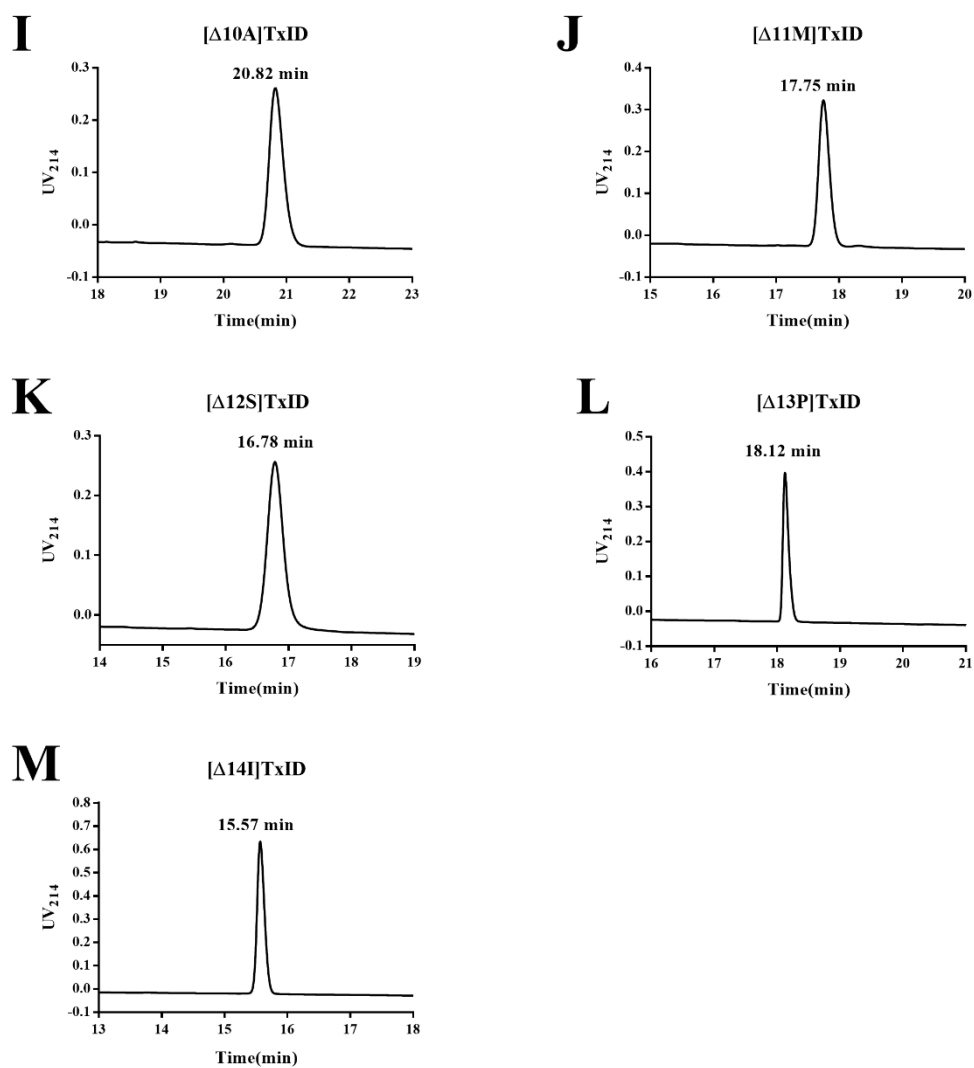 I
[Δ10A]TxID
20.82 min
0.3
0.2
0.1
0.0
-0.1
UV214
18 19 20 21 22 23
Time(min)
J
[Δ11M]TxID
17.75 min
0.4
0.3
0.2
0.1
0.0
-0.1
UV214
15 16 17 18 19 20
Time(min)
K
[Δ12S]TxID
16.78 min
0.3
0.2
0.1
0.0
UV214
14 15 16 17 18 19
Time(min)
L
[Δ13P]TxID
18.12 min
0.5
0.4
0.3
0.2
0.1
0.0
-0.1
UV214
16 17 18 19 20 21
Time(min)
M
[Δ14I]TxID
15.57 min
0.8
0.7
0.6
0.5
0.4
0.3
0.2
0.1
0.0
-0.1
UV214
13 14 15 16 17 18
Time(min)